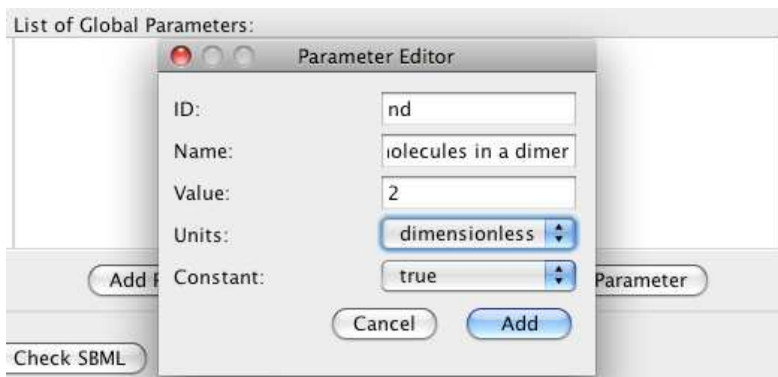 List of Global Parameters:
Parameter Editor
ID:
nd
Name:
olecules in a dimer
Value:
2
Units:
dimensionless
Constant:
true
Add
Parameter
Cancel
Add
Check SBML